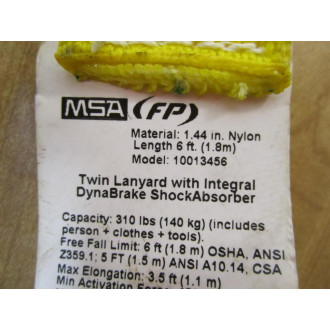 MSA (FP)
Material: 1.44 in. Nylon
Length 6 ft. (1.8m)
Model: 10013456
Twin Lanyard with Integral
DynaBrake ShockAbsorber
Capacity: 310 lbs (140 kg) (includes
person + clothes + tools).
Free Fall Limit: 6 ft (1.8 m) OSHA, ANSI
Z359.1; 5 FT (1.5 m) ANSI A10.14, CSA
Max Elongation: 3.5 ft (1.1 m)
Min Activation